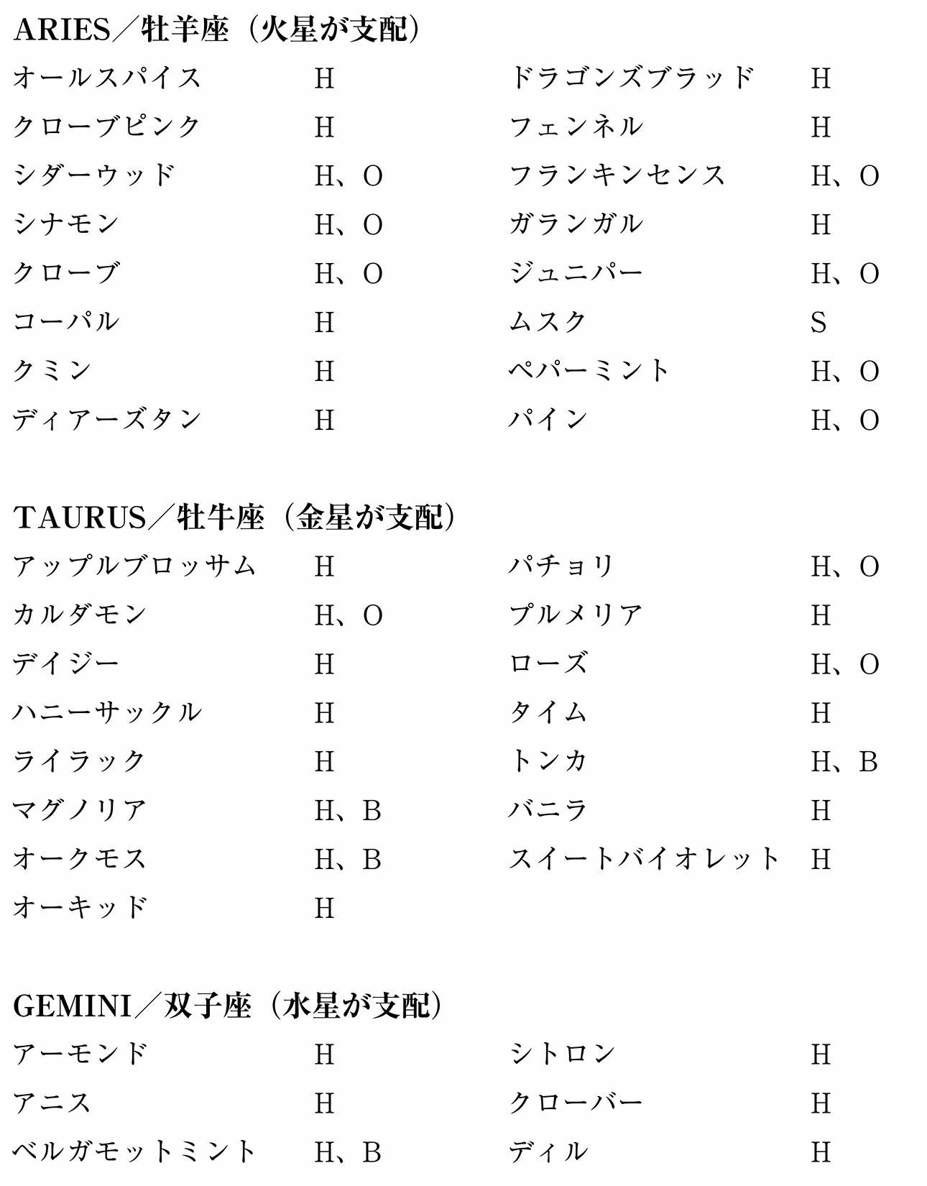 ARIES／牡羊座（火星が支配）
オールスパイス H ドラゴンズブラッド H
クローブピンク H フェンネル H
シダーウッド H、O フランキンセンス H、O
シナモン H、O ガランガル H
クローブ H、O ジュニパー H、O
コーパル H ムスク S
クミン H ペパーミント H、O
ディアーズタン H パイン H、O
TAURUS／牡牛座（金星が支配）
アップルブロッサム H パチョリ H、O
カルダモン H、O プルメリア H
デイジー H ローズ H、O
ハニーサックル H タイム H
ライラック H トンカ H、B
マグノリア H、B バニラ H
オークモス H、B スイートバイオレット H
オーキッド H
GEMINI／双子座（水星が支配）
アーモンド H シトロン H
アニス H クローバー H
ベルガモットミント H、B ディル H